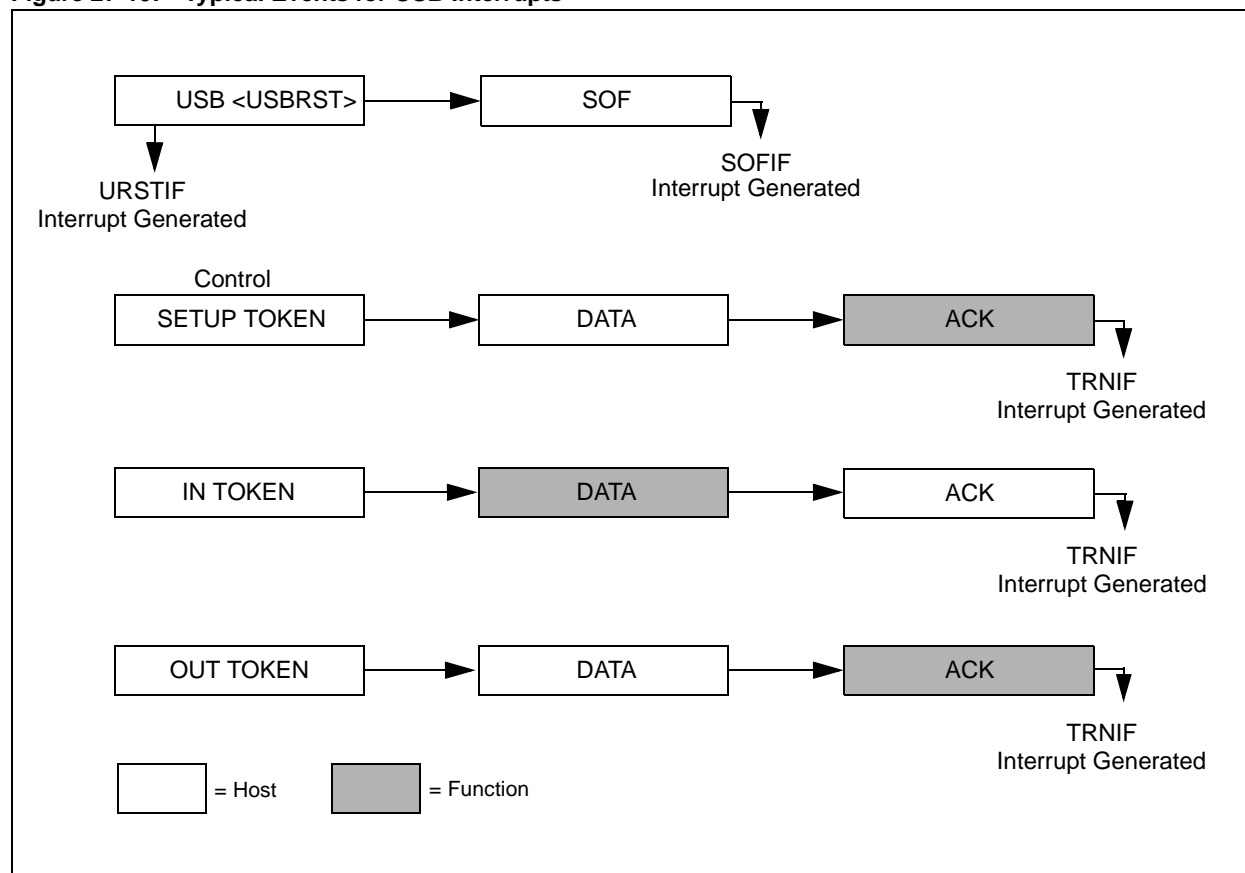 USB <USBRST>
SOF
URSTIF
Interrupt Generated
SOFIF
Interrupt Generated
Control
SETUP TOKEN
DATA
ACK
TRNIF
Interrupt Generated
IN TOKEN
DATA
ACK
TRNIF
Interrupt Generated
OUT TOKEN
DATA
ACK
TRNIF
Interrupt Generated
= Host
= Function